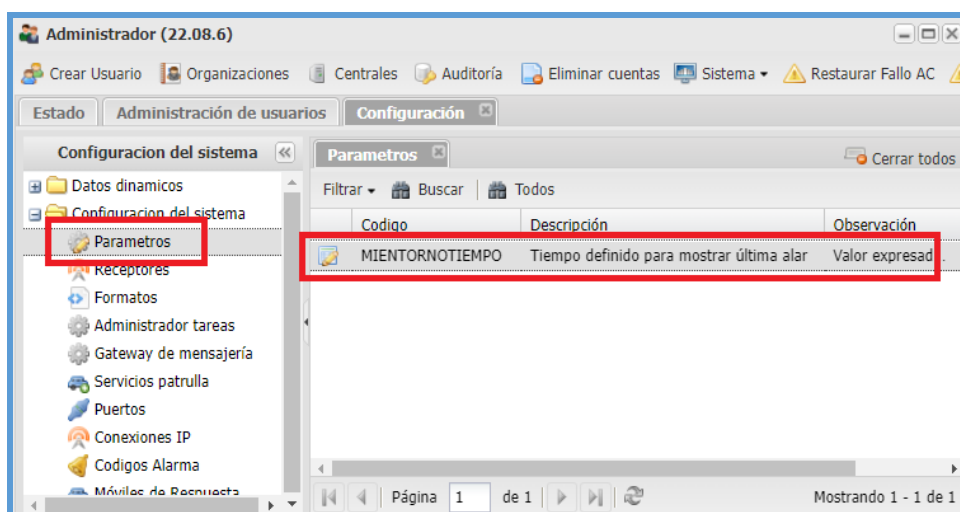 Administrador (22.08.6)
Crear Usuario Organizaciones Centrales Auditoría Eliminar cuentas Sistema Restaurar Fallo AC
Estado Administración de usuarios Configuración
Configuracion del sistema
Parametros Cerrar todos
Datos dinamicos
Filtrar Buscar Todos
Configuracion del sistema
Codigo Descripción Observación
Parametros
MIENTORNOTIEMPO Tiempo definido para mostrar última alar Valor expresad...
Receptores
Formatos
Administrador tareas
Gateway de mensajería
Servicios patrulla
Puertos
Conexiones IP
Codigos Alarma
Móviles de Respuesta
Página 1 de 1 Mostrando 1 - 1 de 1